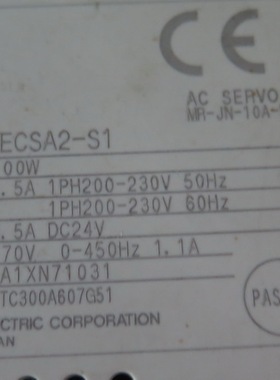 CE
AC SERVO
MR-JN-10A-
ECSA2-S1
00W
.5A 1PH200-230V 50Hz
1PH200-230V 60Hz
.5A DC24V
70V 0-450Hz 1.1A
A1XN71031
TC300A607G51
CTRIC CORPORATION
AN
PAS